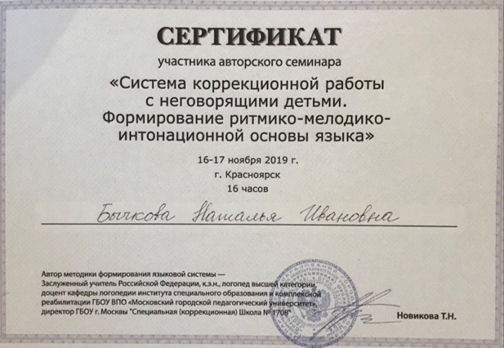 СЕРТИФИКАТ
участника авторского семинара
«Система коррекционной работы
с неговорящими детьми.
Формирование ритмико-мелодико-
интонационной основы языка»
16-17 ноября 2019 г.
г. Красноярск
16 часов
Бычкова Наталья Ивановна
Автор методики формирования языковой системы —
Заслуженный учитель Российской Федерации, к.э.н., логопед высшей категории,
доцент кафедры логопедии института специального образования и комплексной
реабилитации ГБОУ ВПО «Московский городской педагогический университет»,
директор ГБОУ г. Москвы "Специальная (коррекционная) Школа № 1708"
Новикова Т.Н.